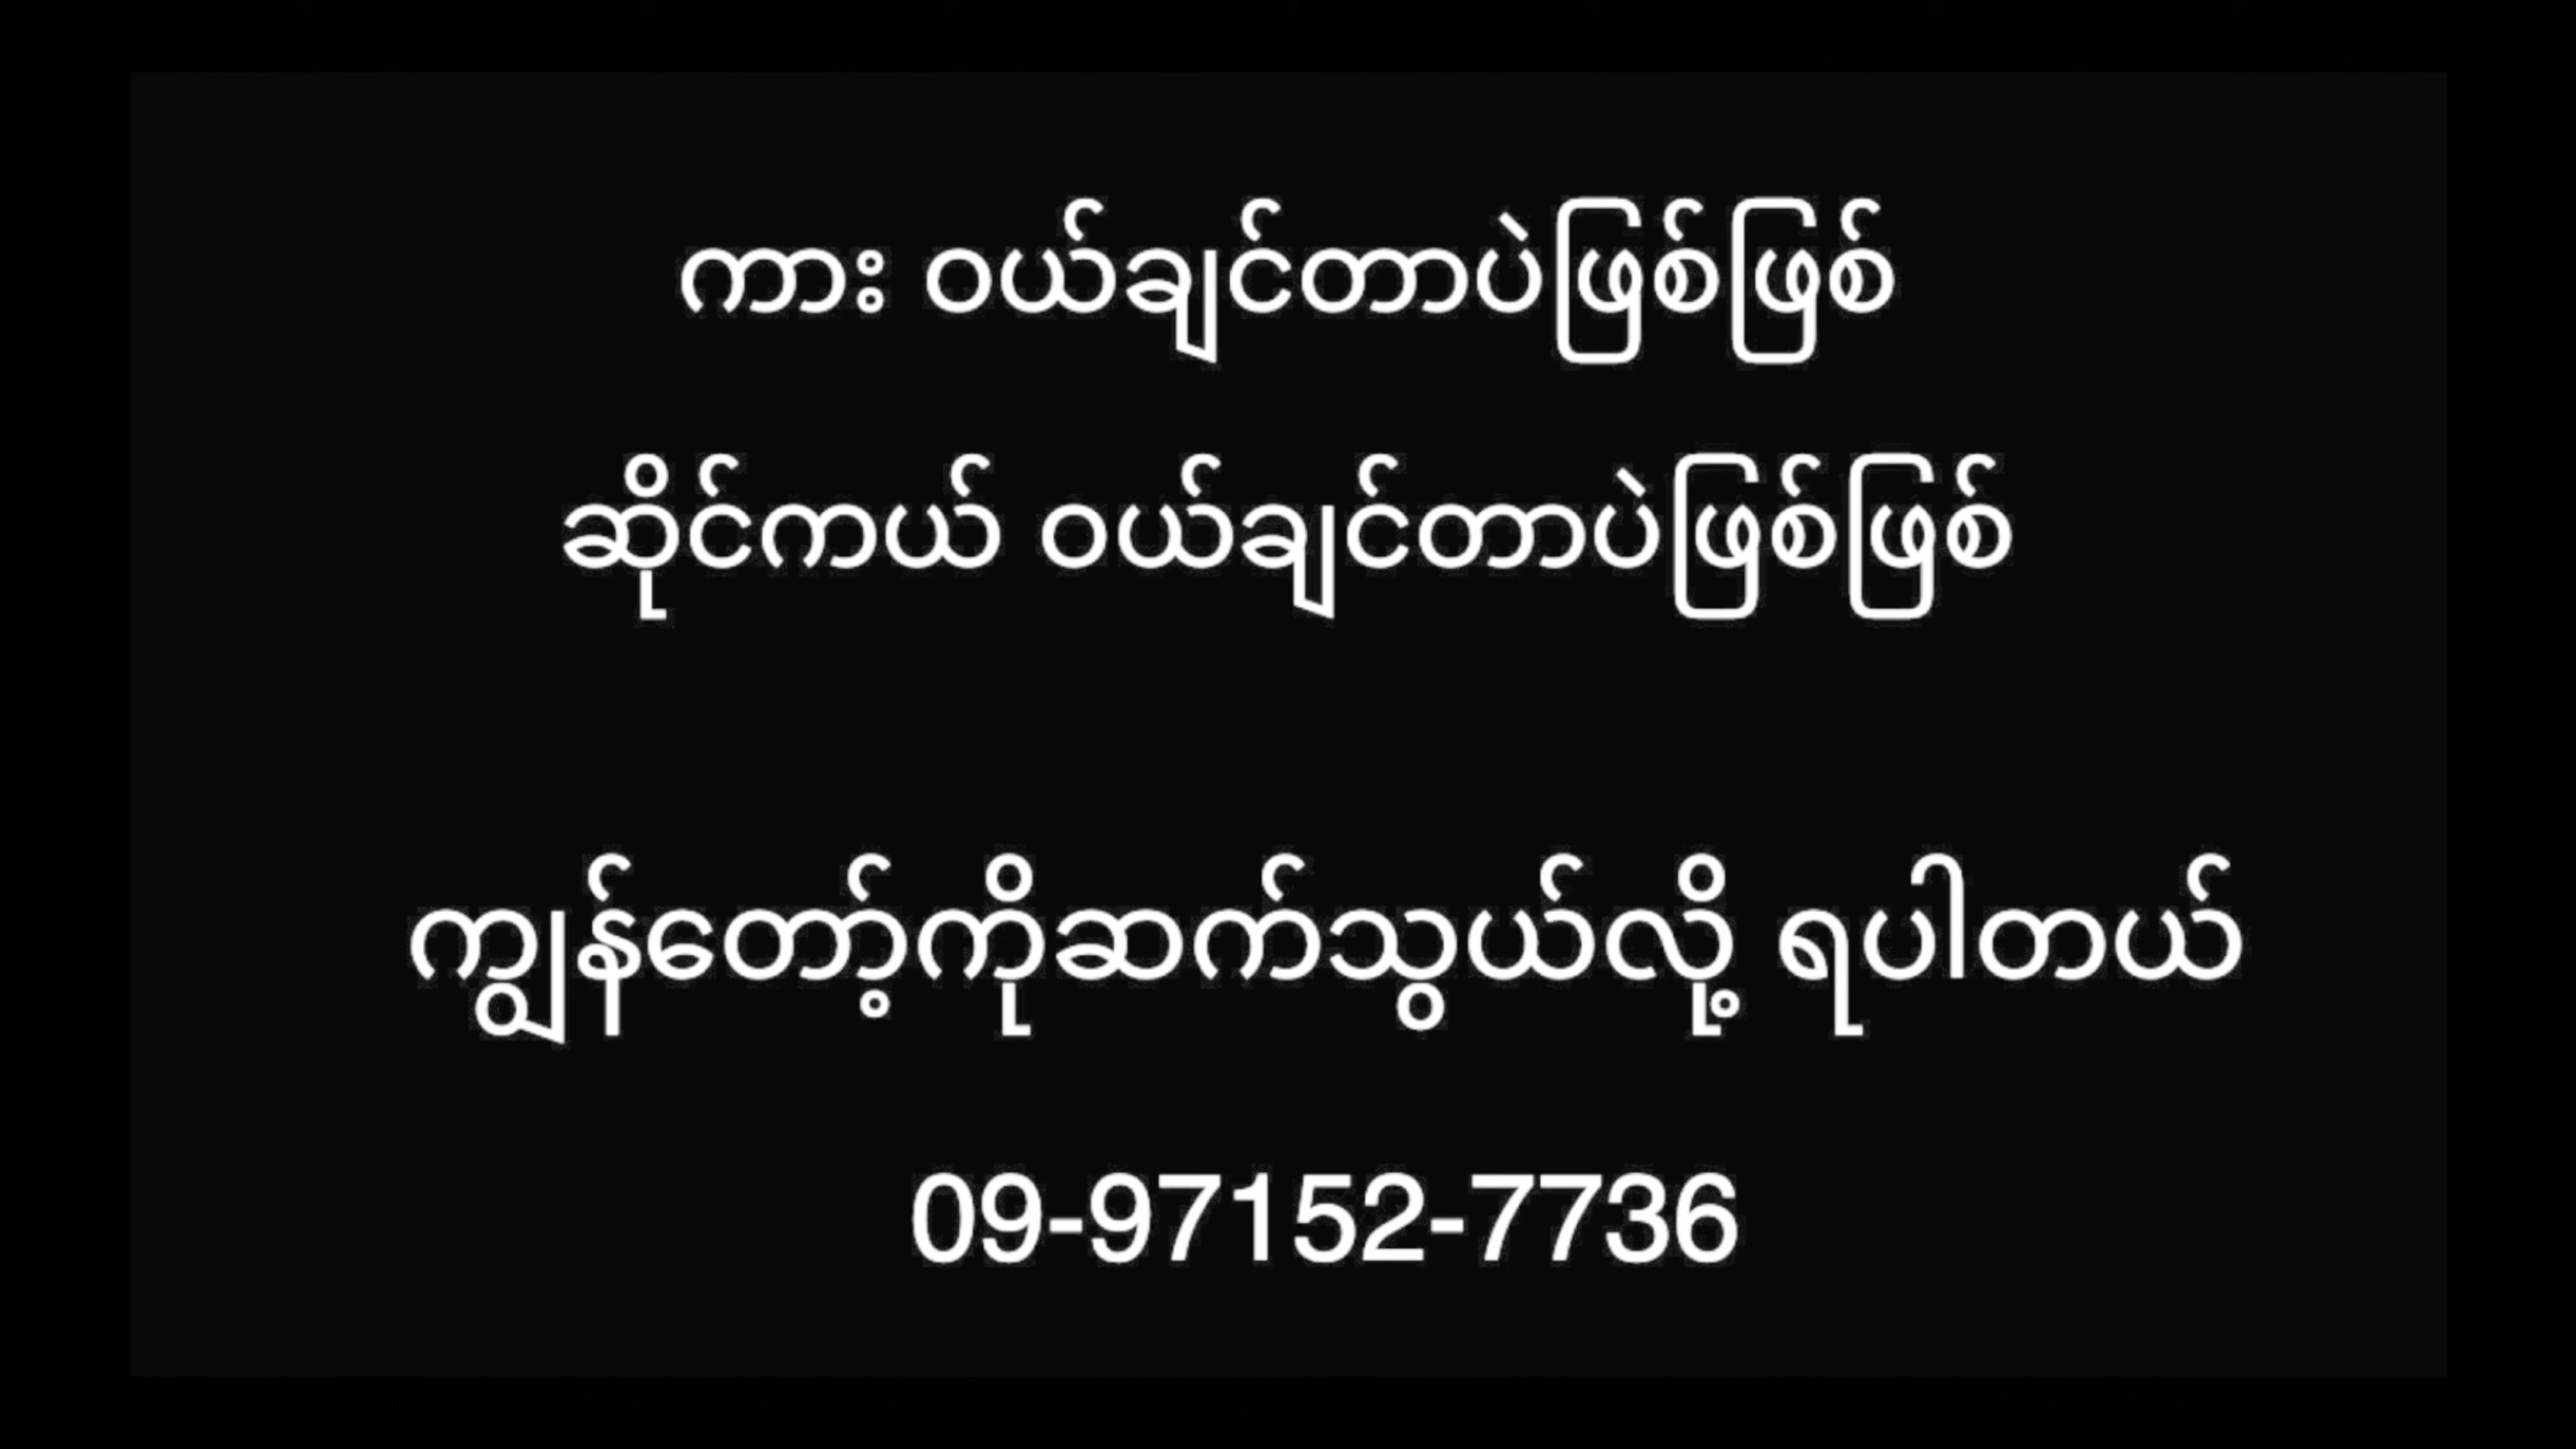 ကား ဝယ်ချင်တာပဲဖြစ်ဖြစ်
ဆိုင်ကယ် ဝယ်ချင်တာပဲဖြစ်ဖြစ်
ကျွန်တော့်ကိုဆက်သွယ်လို့ ရပါတယ်
09-97152-7736